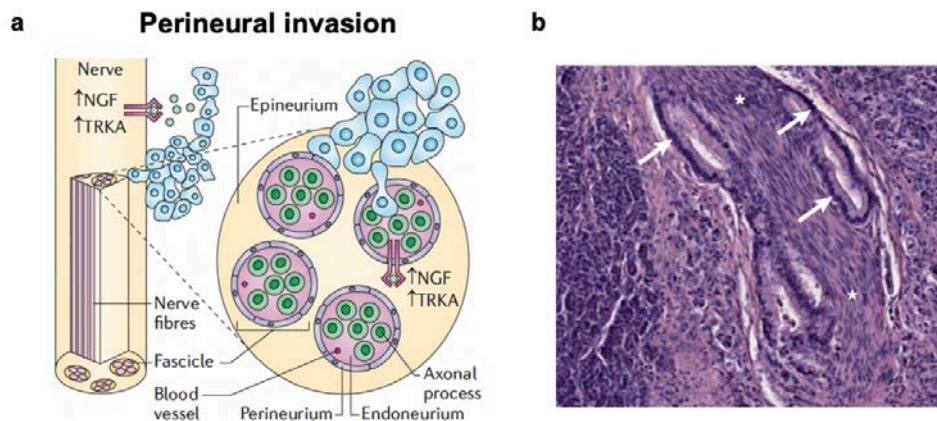 a
Perineural invasion
b
Nerve
↑NGF
↑TRKA
Epineurium
↑NGF
↑TRKA
Nerve
fibres
Fascicle
Blood
vessel
Perineurium
Endoneurium
Axonal
process
*
*